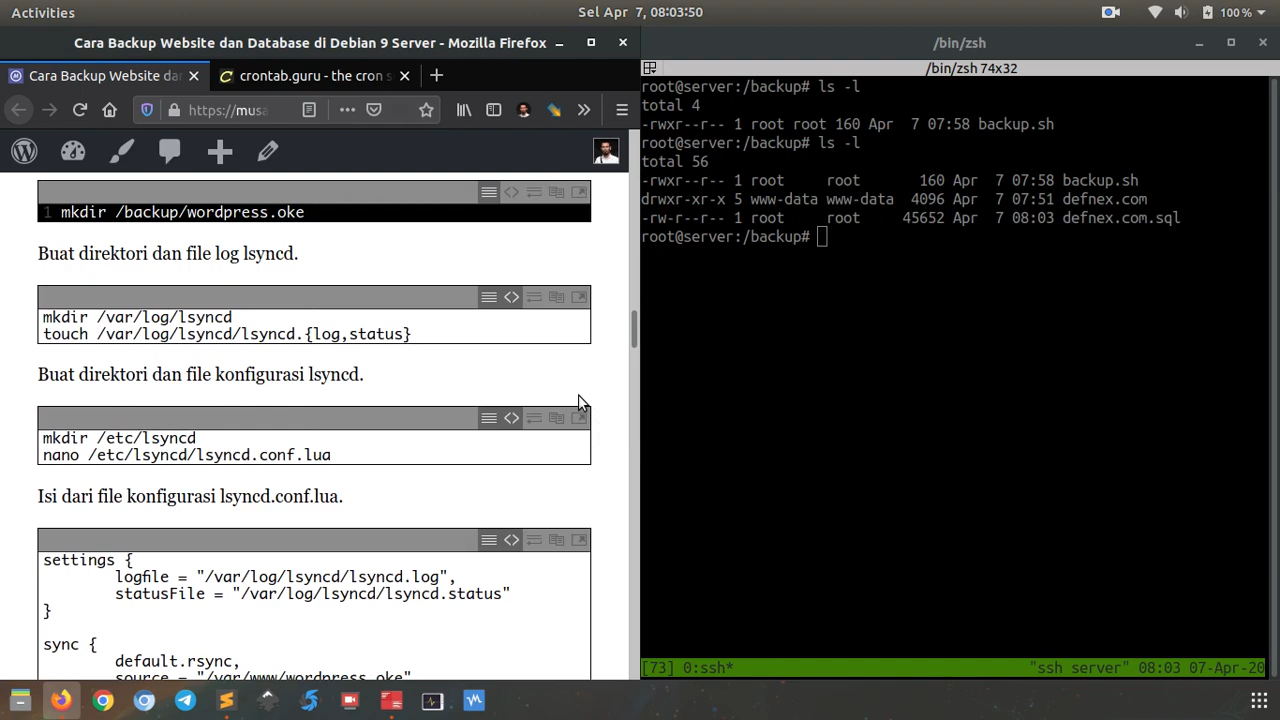 Activities
Sel Apr 7, 08:03:50
100 %
Cara Backup Website dan Database di Debian 9 Server - Mozilla Firefox
/bin/zsh
Cara Backup Website dan
crontab.guru - the cron s
/bin/zsh 74x32
https://musa
1 mkdir /backup/wordpress.oke
Buat direktori dan file log lsyncd.
mkdir /var/log/lsyncd
touch /var/log/lsyncd/lsyncd.{log,status}
Buat direktori dan file konfigurasi lsyncd.
mkdir /etc/lsyncd
nano /etc/lsyncd/lsyncd.conf.lua
Isi dari file konfigurasi lsyncd.conf.lua.
settings {
logfile = "/var/log/lsyncd/lsyncd.log",
statusFile = "/var/log/lsyncd/lsyncd.status"
}
sync {
default.rsync,
source = "/var/www/wordpress.oke"
root@server:/backup# ls -l
total 4
-rwxr--r-- 1 root root 160 Apr  7 07:58 backup.sh
root@server:/backup# ls -l
total 56
-rwxr--r-- 1 root     root       160 Apr  7 07:58 backup.sh
drwxr-xr-x 5 www-data www-data  4096 Apr  7 07:51 defnex.com
-rw-r--r-- 1 root     root     45652 Apr  7 08:03 defnex.com.sql
root@server:/backup#
[73] 0:ssh*
"ssh server" 08:03 07-Apr-20